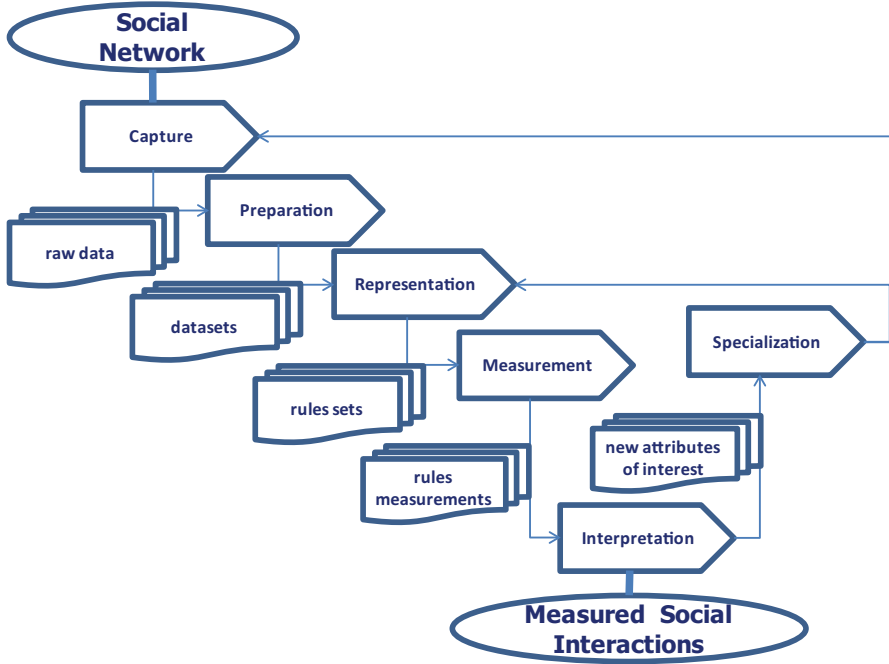 Social
Network
Capture
Preparation
raw data
Representation
datasets
Specialization
Measurement
rules sets
new attributes
of interest
rules
measurements
Interpretation
Measured Social
Interactions